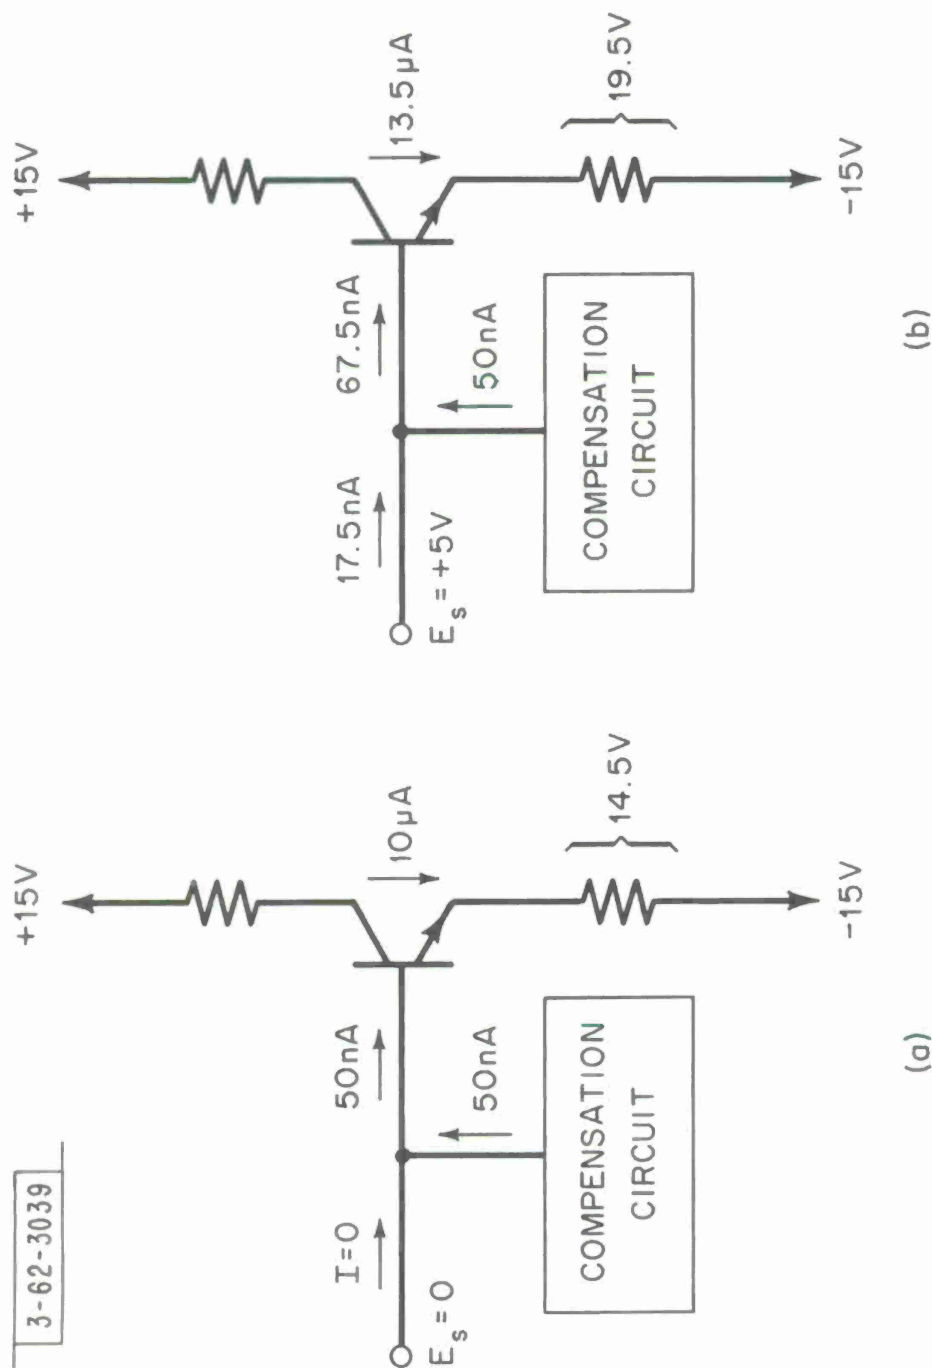 3-62-3039
+15V
10µA
50nA
I=0
E_s=0
50nA
14.5V
COMPENSATION
CIRCUIT
-15V
(a)
+15V
13.5µA
67.5nA
17.5nA
E_s=+5V
50nA
19.5V
COMPENSATION
CIRCUIT
-15V
(b)